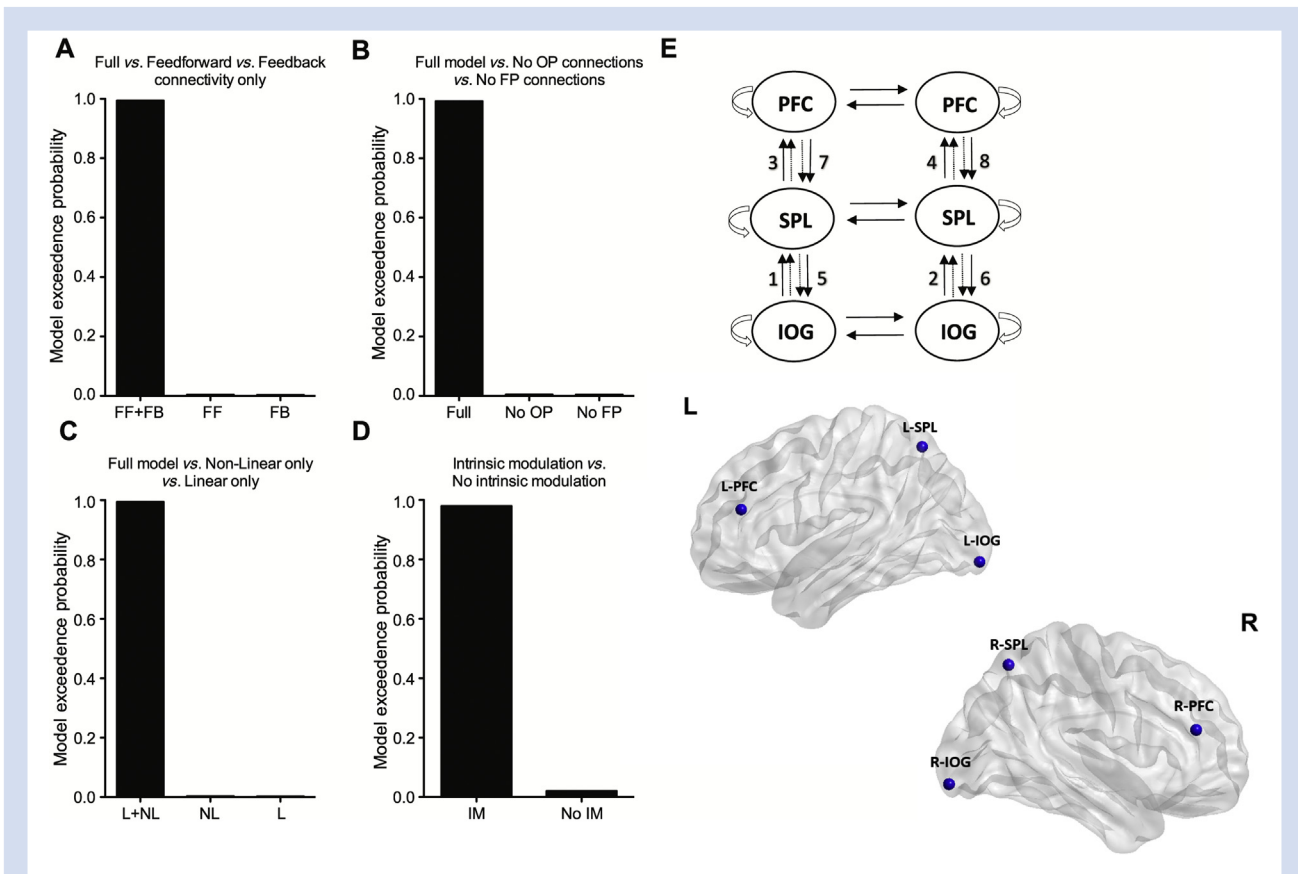 A
Full vs. Feedforward vs. Feedback
connectivity only
Model exceedence probability
1.0
0.8
0.6
0.4
0.2
0.0
FF+FB FF FB
B
Full model vs. No OP connections
vs. No FP connections
Model exceedence probability
1.0
0.8
0.6
0.4
0.2
0.0
Full No OP No FP
C
Full model vs. Non-Linear only
vs. Linear only
Model exceedence probability
1.0
0.8
0.6
0.4
0.2
0.0
L+NL NL L
D
Intrinsic modulation vs.
No intrinsic modulation
Model exceedence probability
1.0
0.8
0.6
0.4
0.2
0.0
IM No IM
E
PFC PFC
3 7 4 8
SPL SPL
1 5 2 6
IOG IOG
L
L-SPL
L-PFC
L-IOG
R
R-SPL
R-PFC
R-IOG